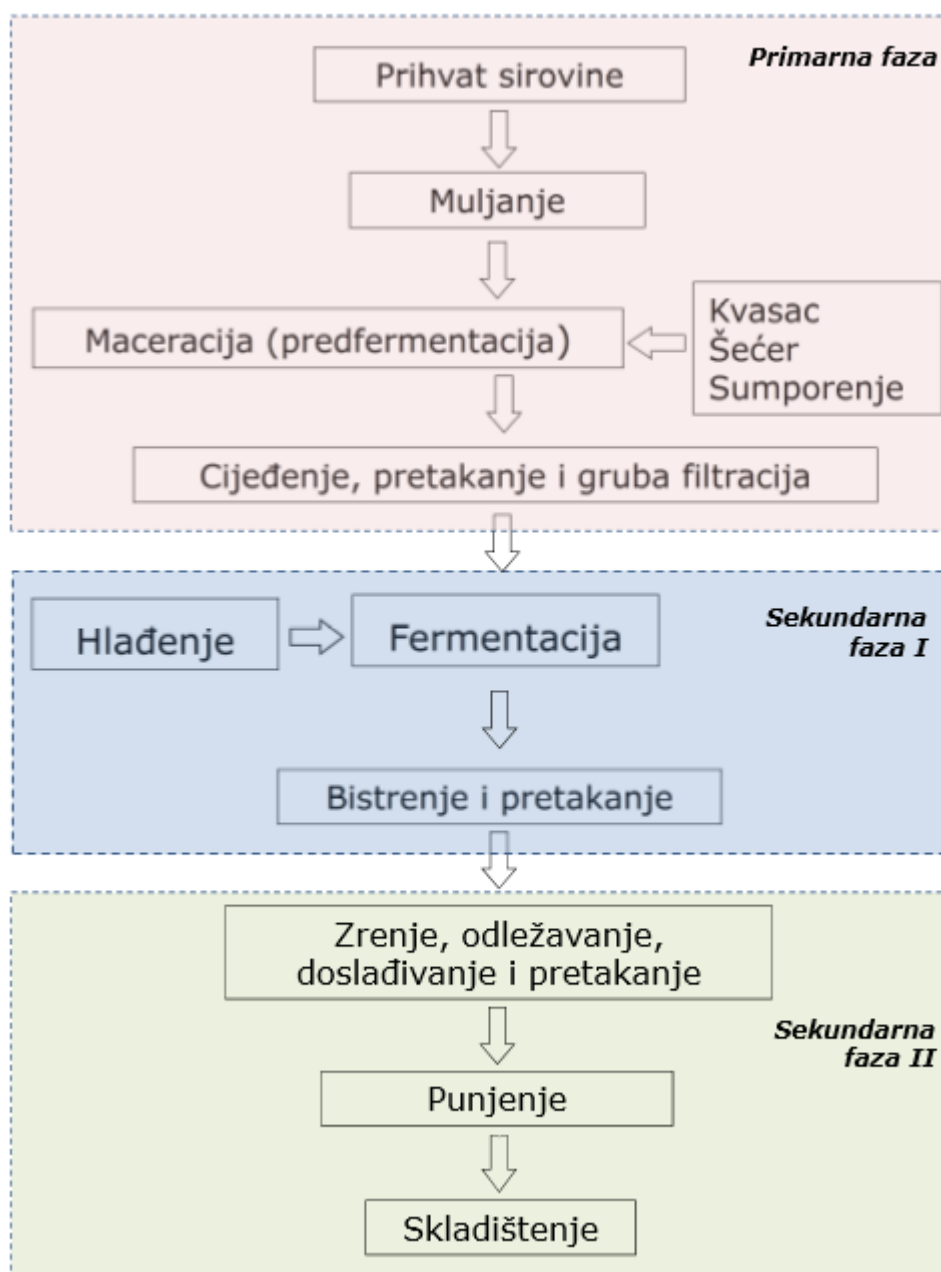 Primarna faza
Prihvat sirovine
Muljanje
Maceracija (predfermentacija)
Kvasac
Šećer
Sumporenje
Cijeđenje, pretakanje i gruba filtracija
Sekundarna
faza I
Hlađenje
Fermentacija
Bistrenje i pretakanje
Zrenje, odležavanje,
doslađivanje i pretakanje
Sekundarna
faza II
Punjenje
Skladištenje